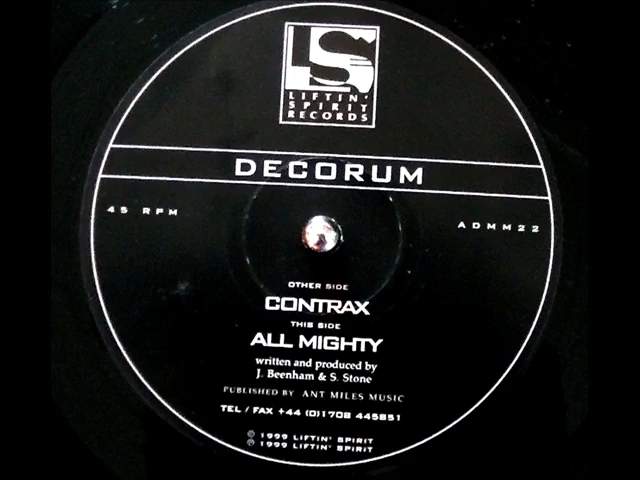 LS
LIFTIN'
SPIRIT
RECORDS
DECORUM
45 RPM
ADMM22
OTHER SIDE
CONTRAX
THIS SIDE
ALL MIGHTY
written and produced by
J. Beenham & S. Stone
PUBLISHED BY ANT MILES MUSIC
TEL / FAX +44 (0)1708 445851
℗ 1999 LIFTIN' SPIRIT
© 1999 LIFTIN' SPIRIT